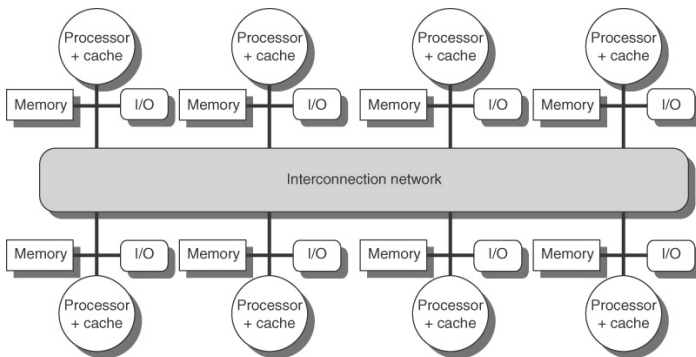 Processor
+ cache
Processor
+ cache
Processor
+ cache
Processor
+ cache
Memory
I/O
Memory
I/O
Memory
I/O
Memory
I/O
Interconnection network
Memory
I/O
Memory
I/O
Memory
I/O
Memory
I/O
Processor
+ cache
Processor
+ cache
Processor
+ cache
Processor
+ cache